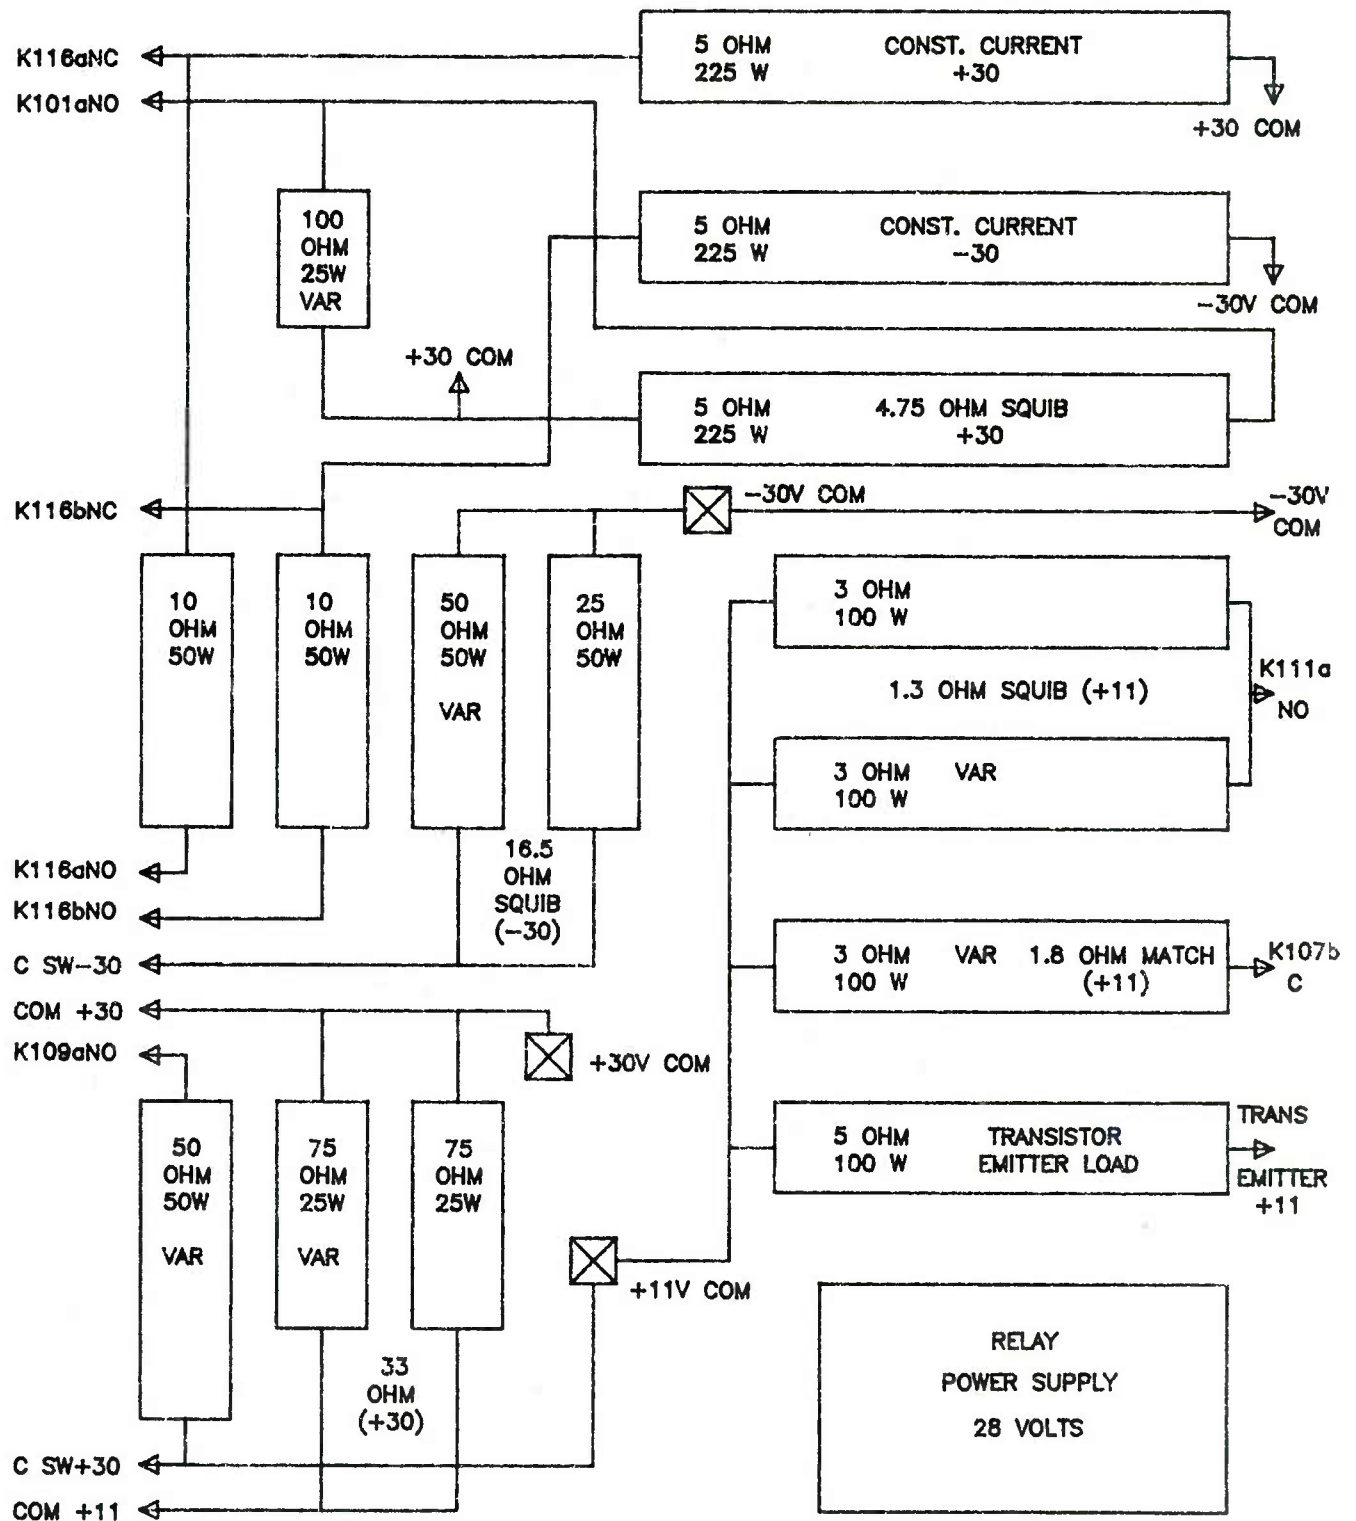 K116aNC
5 OHM CONST. CURRENT
225 W +30
K101aNO
+30 COM
100
OHM
25W
VAR
5 OHM CONST. CURRENT
225 W -30
-30V COM
+30 COM
5 OHM 4.75 OHM SQUIB
225 W +30
K116bNC
-30V COM
-30V
COM
10
OHM
50W
10
OHM
50W
50
OHM
50W
VAR
25
OHM
50W
3 OHM
100 W
1.3 OHM SQUIB (+11)
K111a
NO
3 OHM VAR
100 W
K116aNO
K116bNO
16.5
OHM
SQUIB
(-30)
C SW-30
3 OHM VAR 1.8 OHM MATCH
100 W (+11)
K107b
C
COM +30
K109aNO
+30V COM
50
OHM
50W
VAR
75
OHM
25W
VAR
75
OHM
25W
5 OHM TRANSISTOR
100 W EMITTER LOAD
TRANS
EMITTER
+11
+11V COM
33
OHM
(+30)
RELAY
POWER SUPPLY
28 VOLTS
C SW+30
COM +11